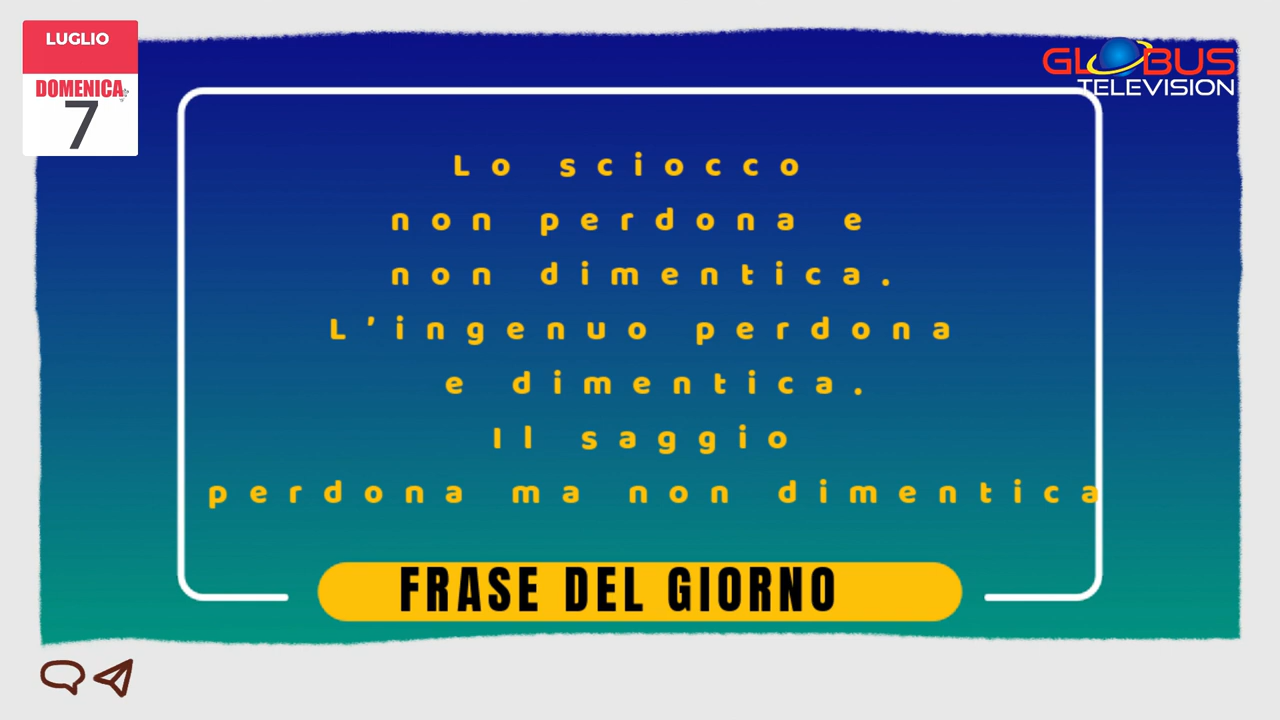 LUGLIO
DOMENICA
7
GLOBUS
TELEVISION
Lo sciocco
non perdona e
non dimentica.
L'ingenuo perdona
e dimentica.
Il saggio
perdona ma non dimentica
FRASE DEL GIORNO